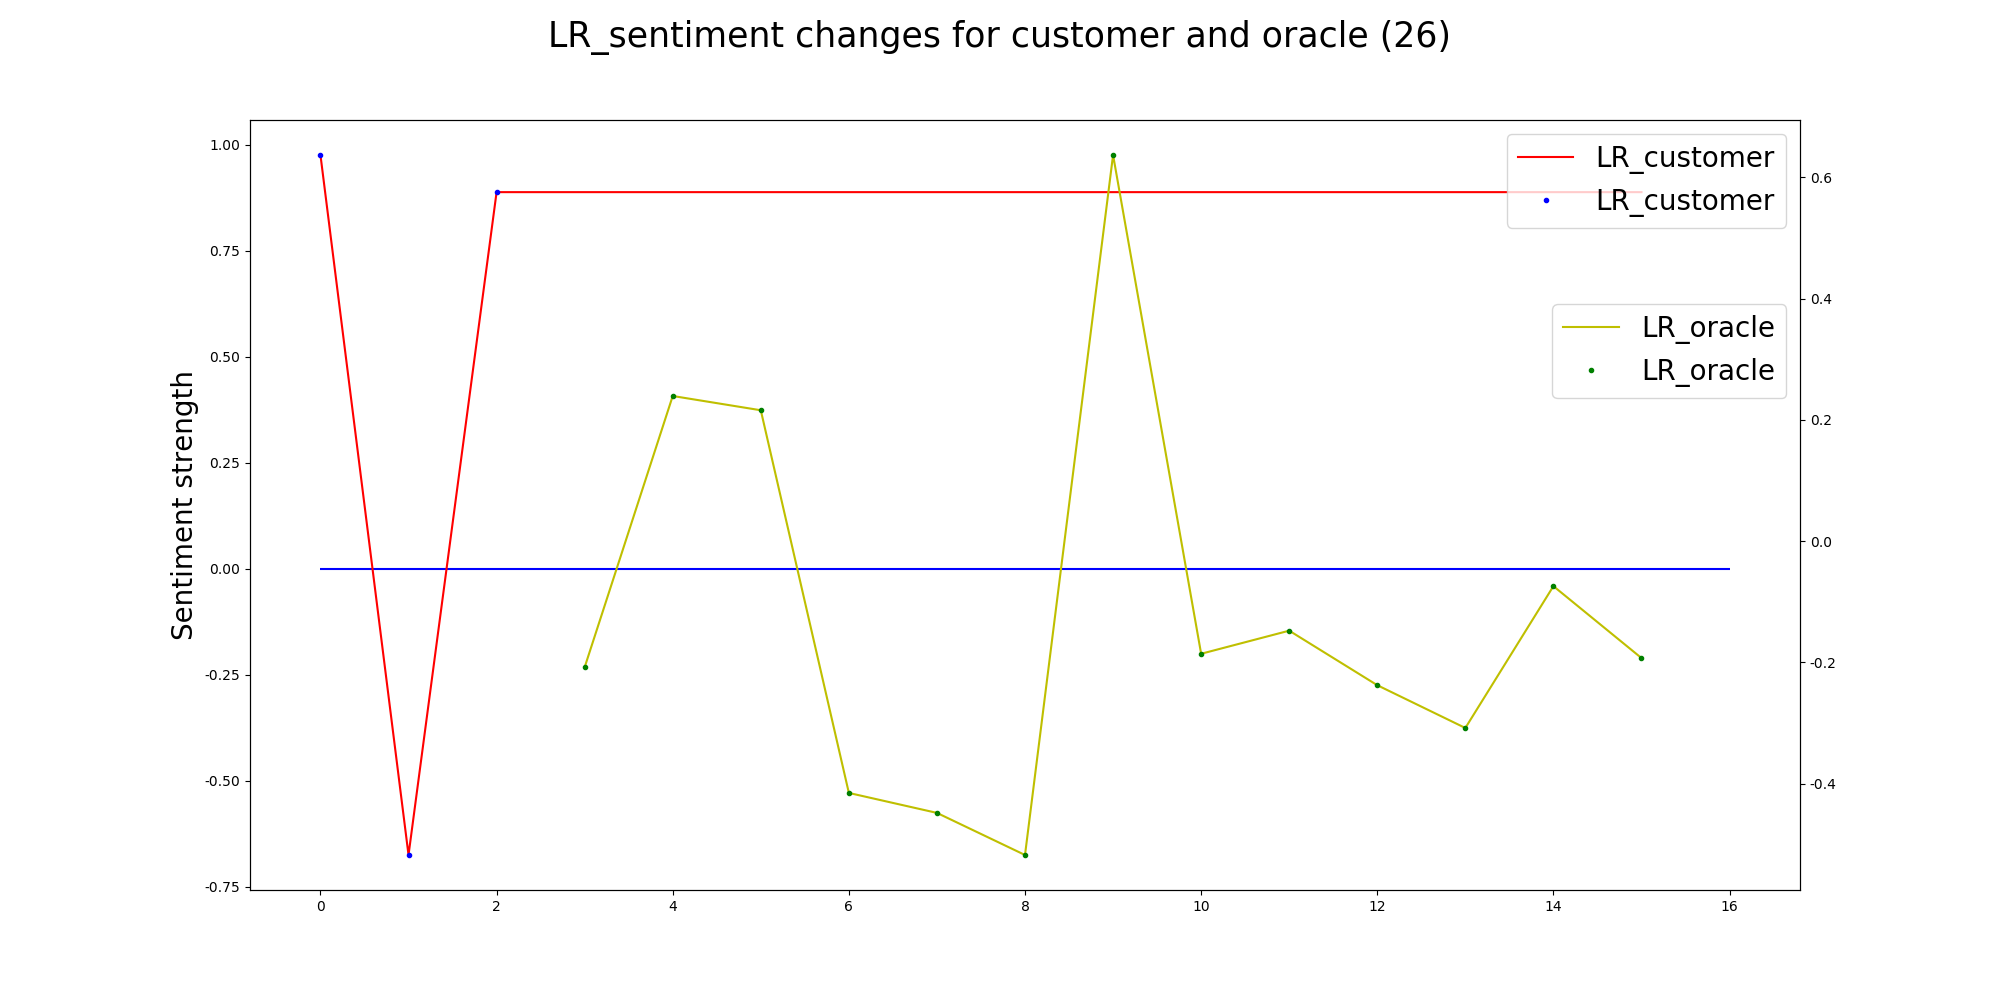 LR_sentiment changes for customer and oracle (26)
Sentiment strength
1.00
0.75
0.50
0.25
0.00
-0.25
-0.50
-0.75
0 2 4 6 8 10 12 14 16
0.6
0.4
0.2
0.0
-0.2
-0.4
LR_customer
LR_customer
LR_oracle
LR_oracle